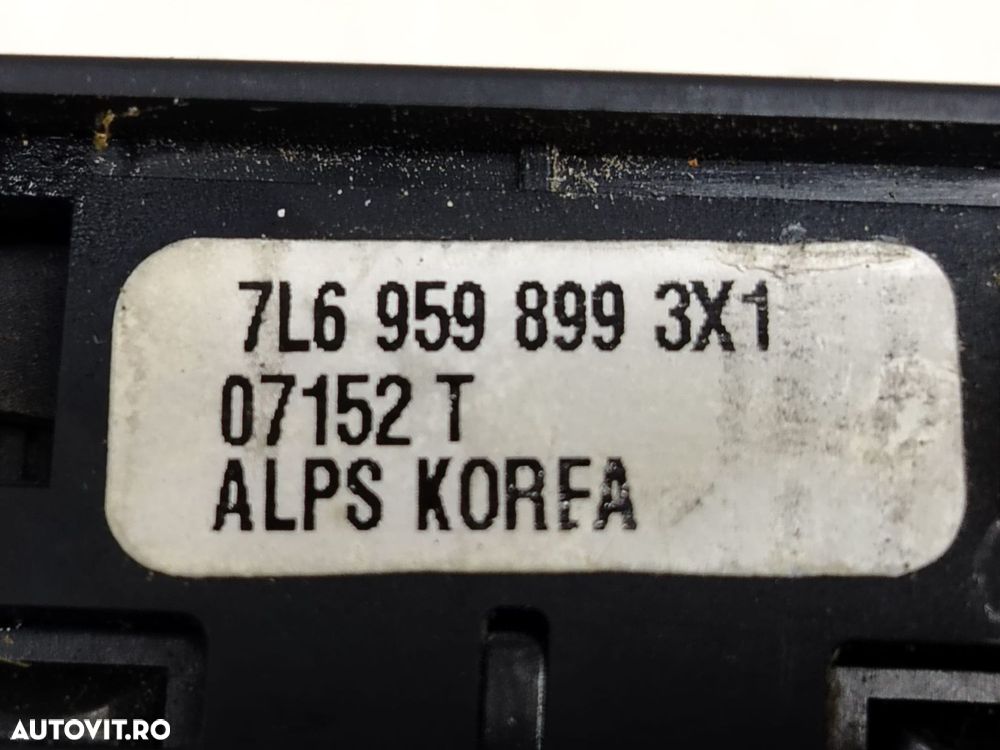 7L6 959 899 3X1
07152 T
ALPS KOREA
AUTOVIT.RO